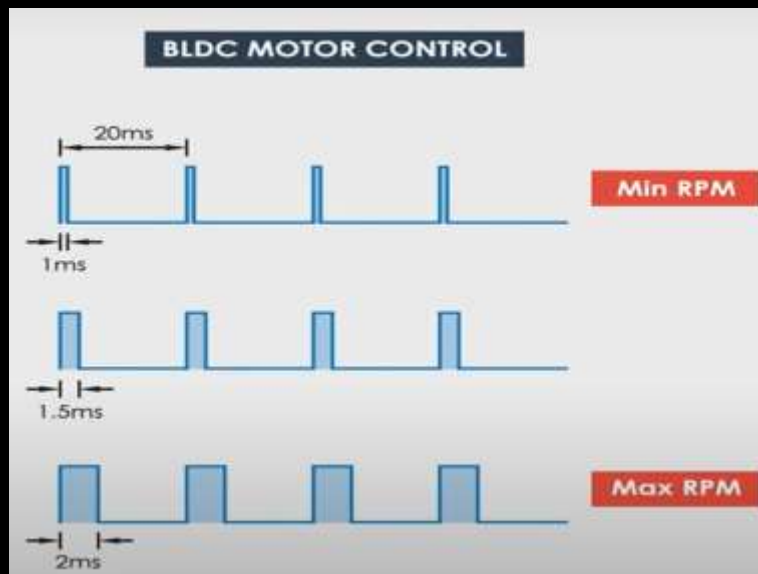 BLDC MOTOR CONTROL
20ms
Min RPM
1ms
1.5ms
Max RPM
2ms